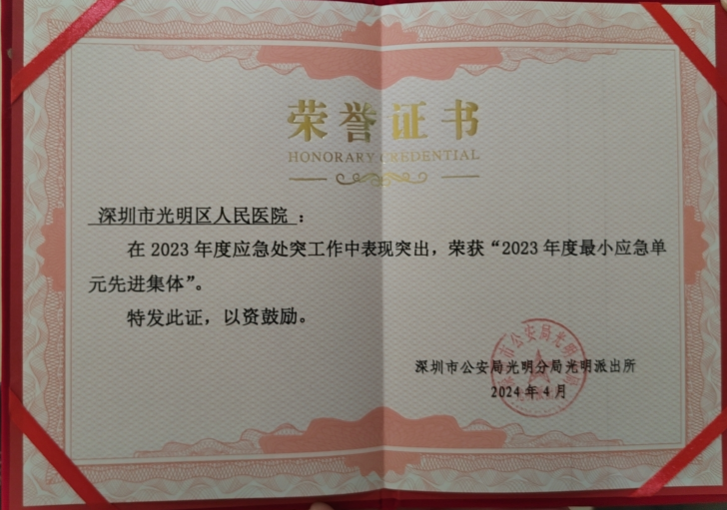 荣誉证书
HONORARY CREDENTIAL
深圳市光明区人民医院：
在 2023 年度应急处突工作中表现突出，荣获“2023 年度最小应急单
元先进集体”。
特发此证，以资鼓励。
深圳市公安局光明分局光明派出所
2024 年 4 月